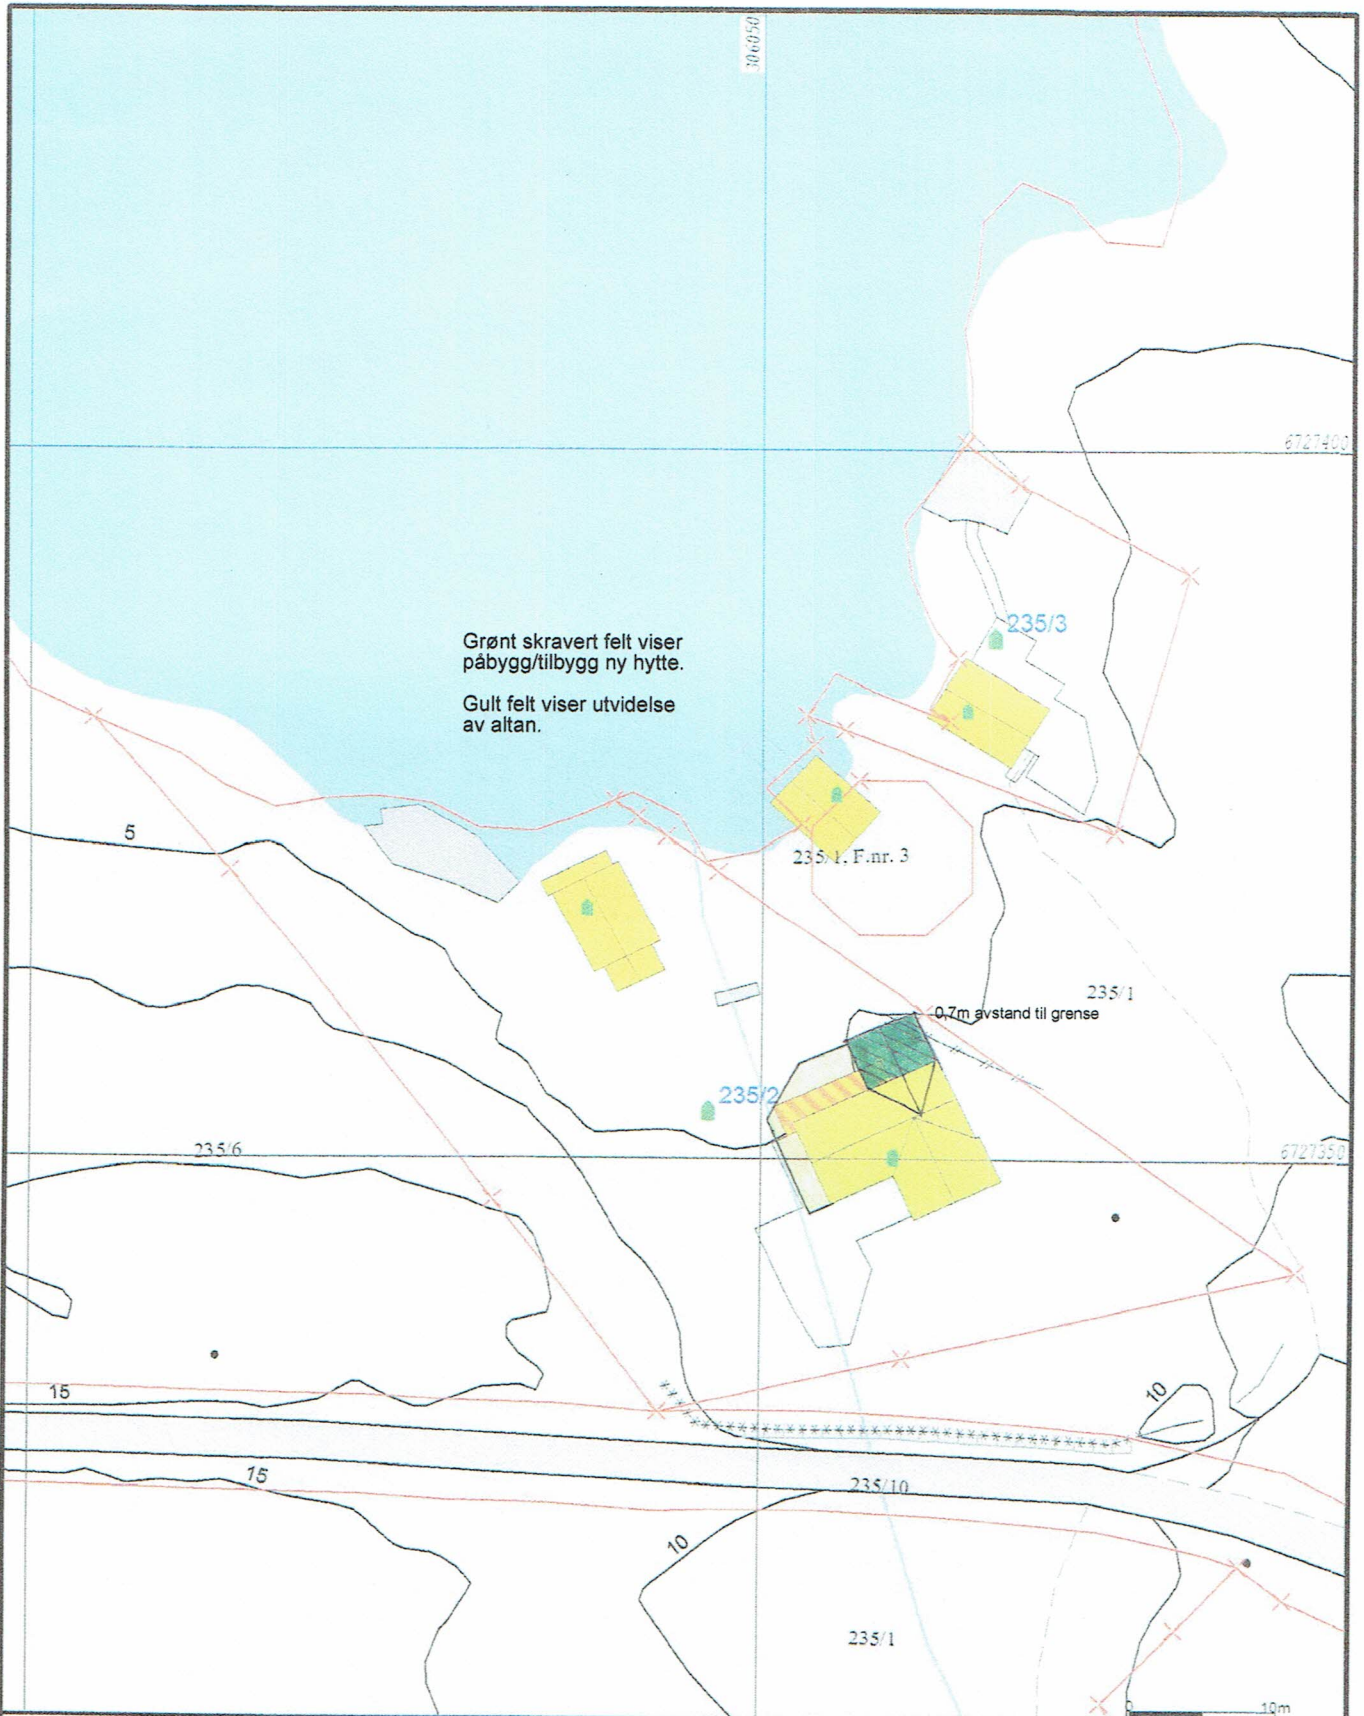 306050
6727400
235/3
Grønt skravert felt viser
påbygg/tilbygg ny hytte.
Gult felt viser utvidelse
av altan.
5
235/1. F.nr. 3
235/1
0,7m avstand til grense
235/2
235/6
6727350
15
10
15
235/10
10
235/1
0 10m